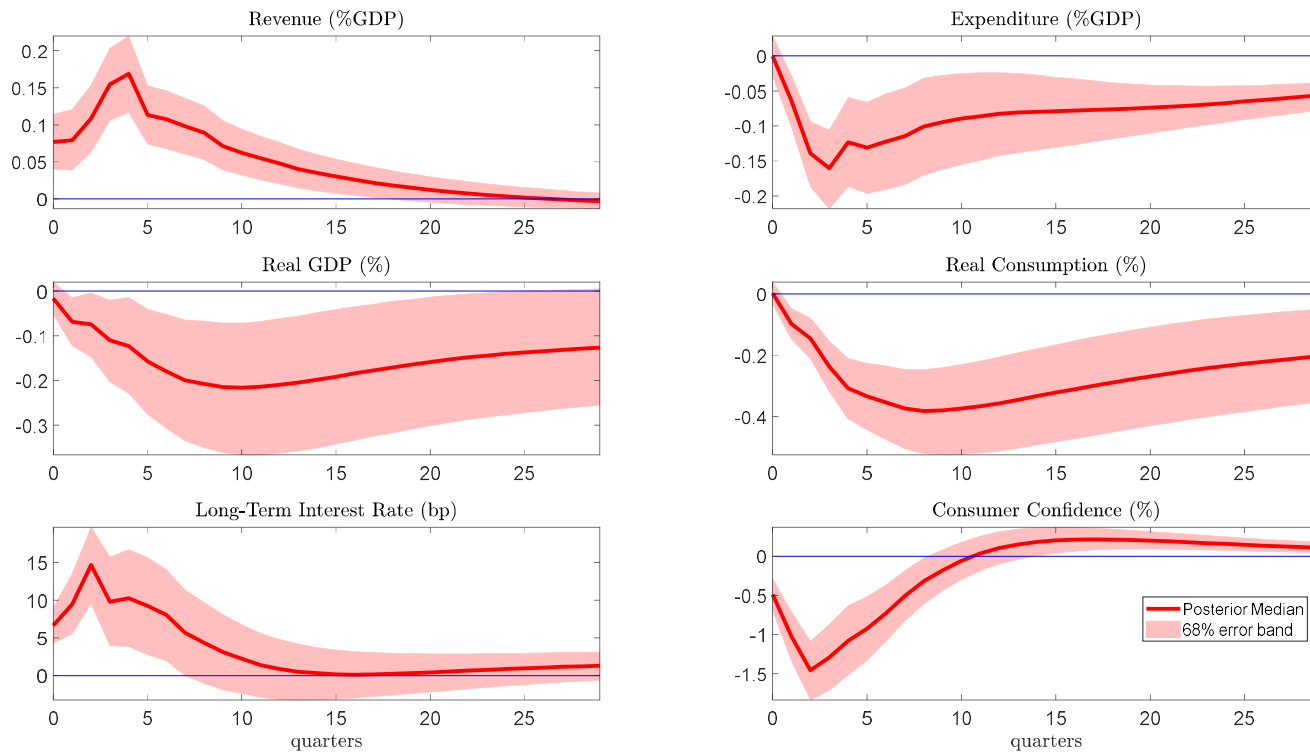 Revenue (%GDP)
0.2
0.15
0.1
0.05
0
0 5 10 15 20 25
Expenditure (%GDP)
0
-0.05
-0.1
-0.15
-0.2
0 5 10 15 20 25
Real GDP (%)
0
-0.1
-0.2
-0.3
0 5 10 15 20 25
Real Consumption (%)
0
-0.2
-0.4
0 5 10 15 20 25
Long-Term Interest Rate (bp)
15
10
5
0
0 5 10 15 20 25
quarters
Consumer Confidence (%)
0
-0.5
-1
-1.5
Posterior Median
68% error band
0 5 10 15 20 25
quarters